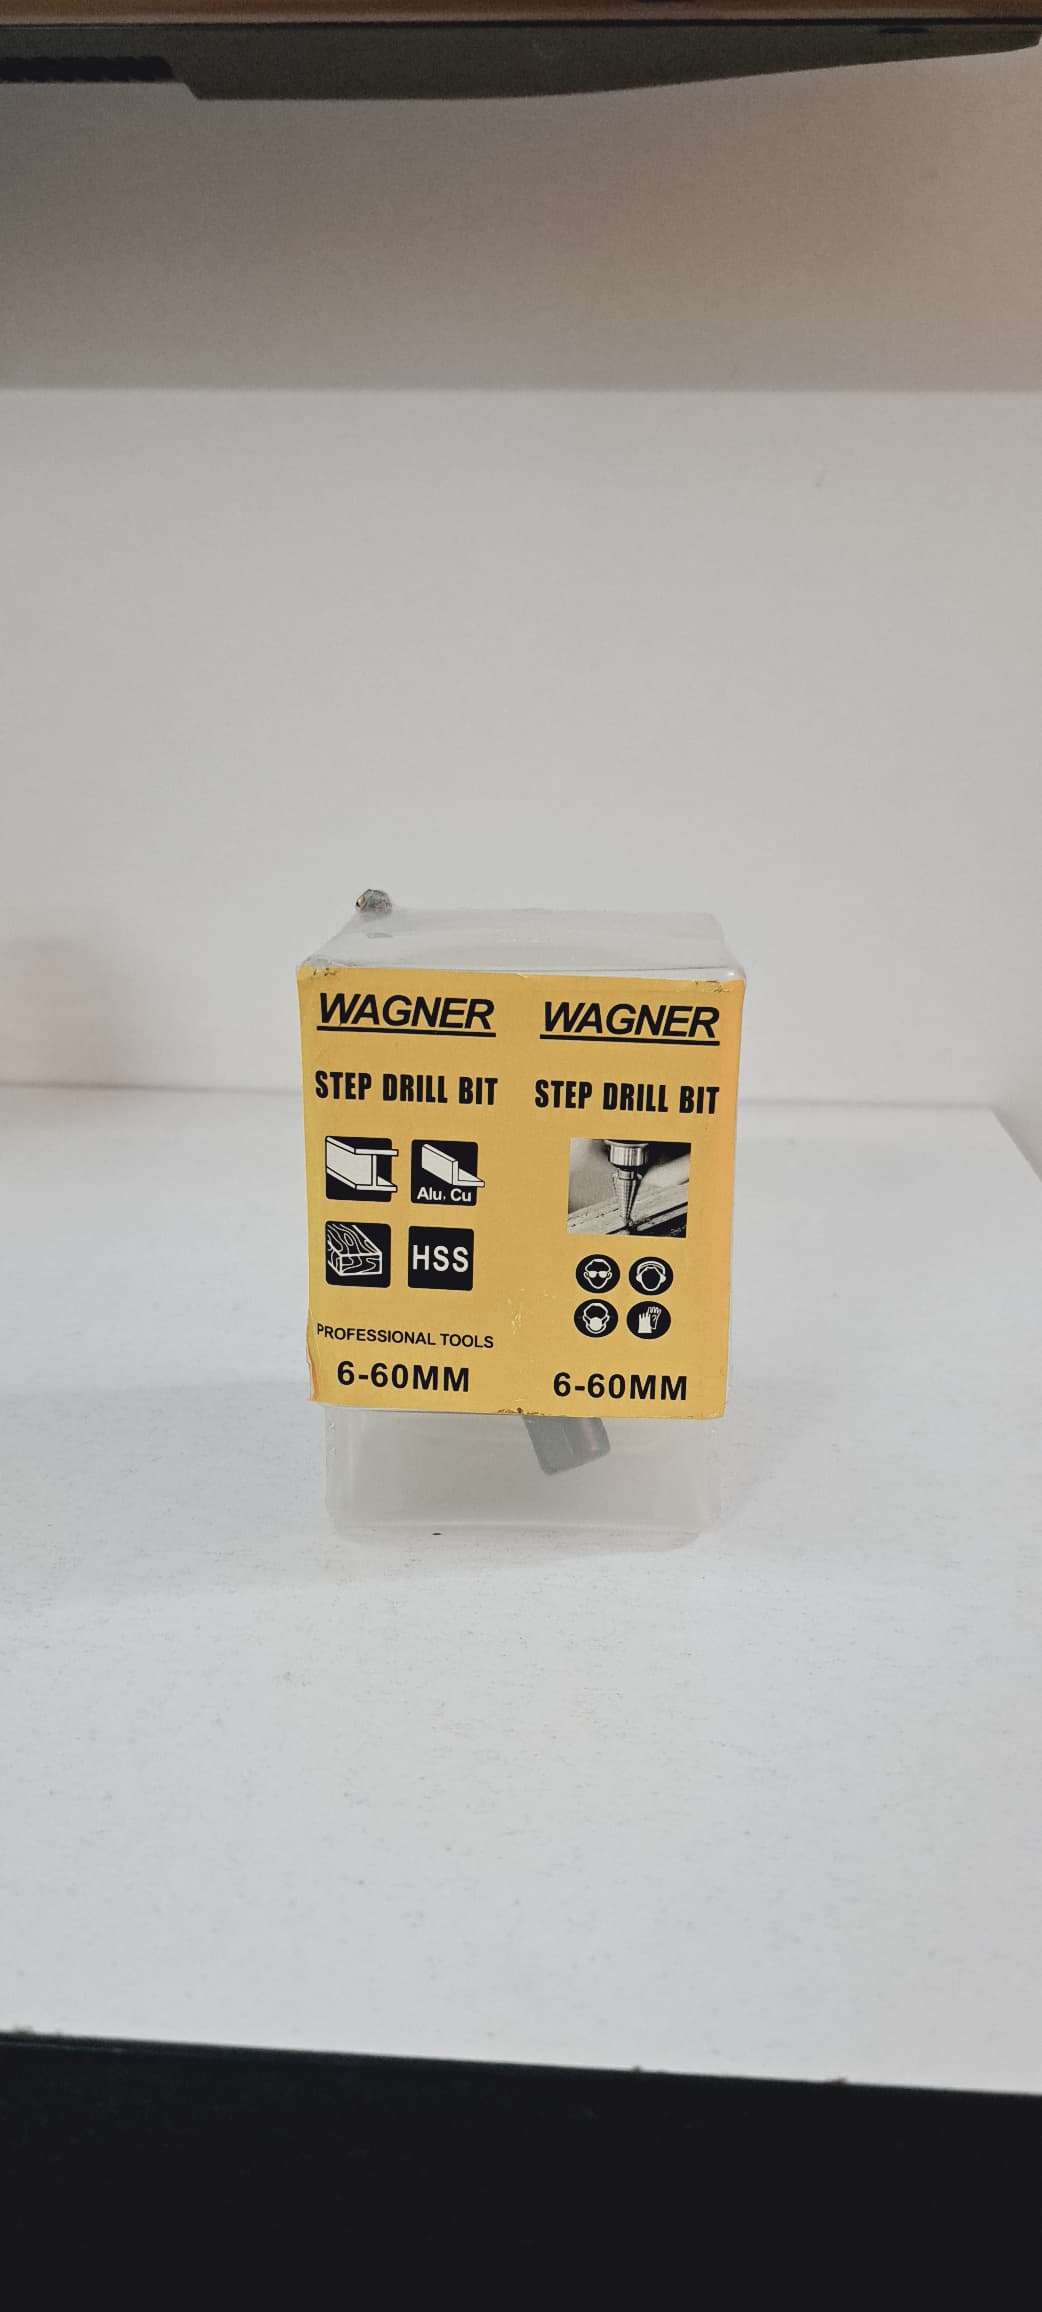 WAGNER
STEP DRILL BIT
Alu. Cu
HSS
PROFESSIONAL TOOLS
6-60MM
WAGNER
STEP DRILL BIT
6-60MM